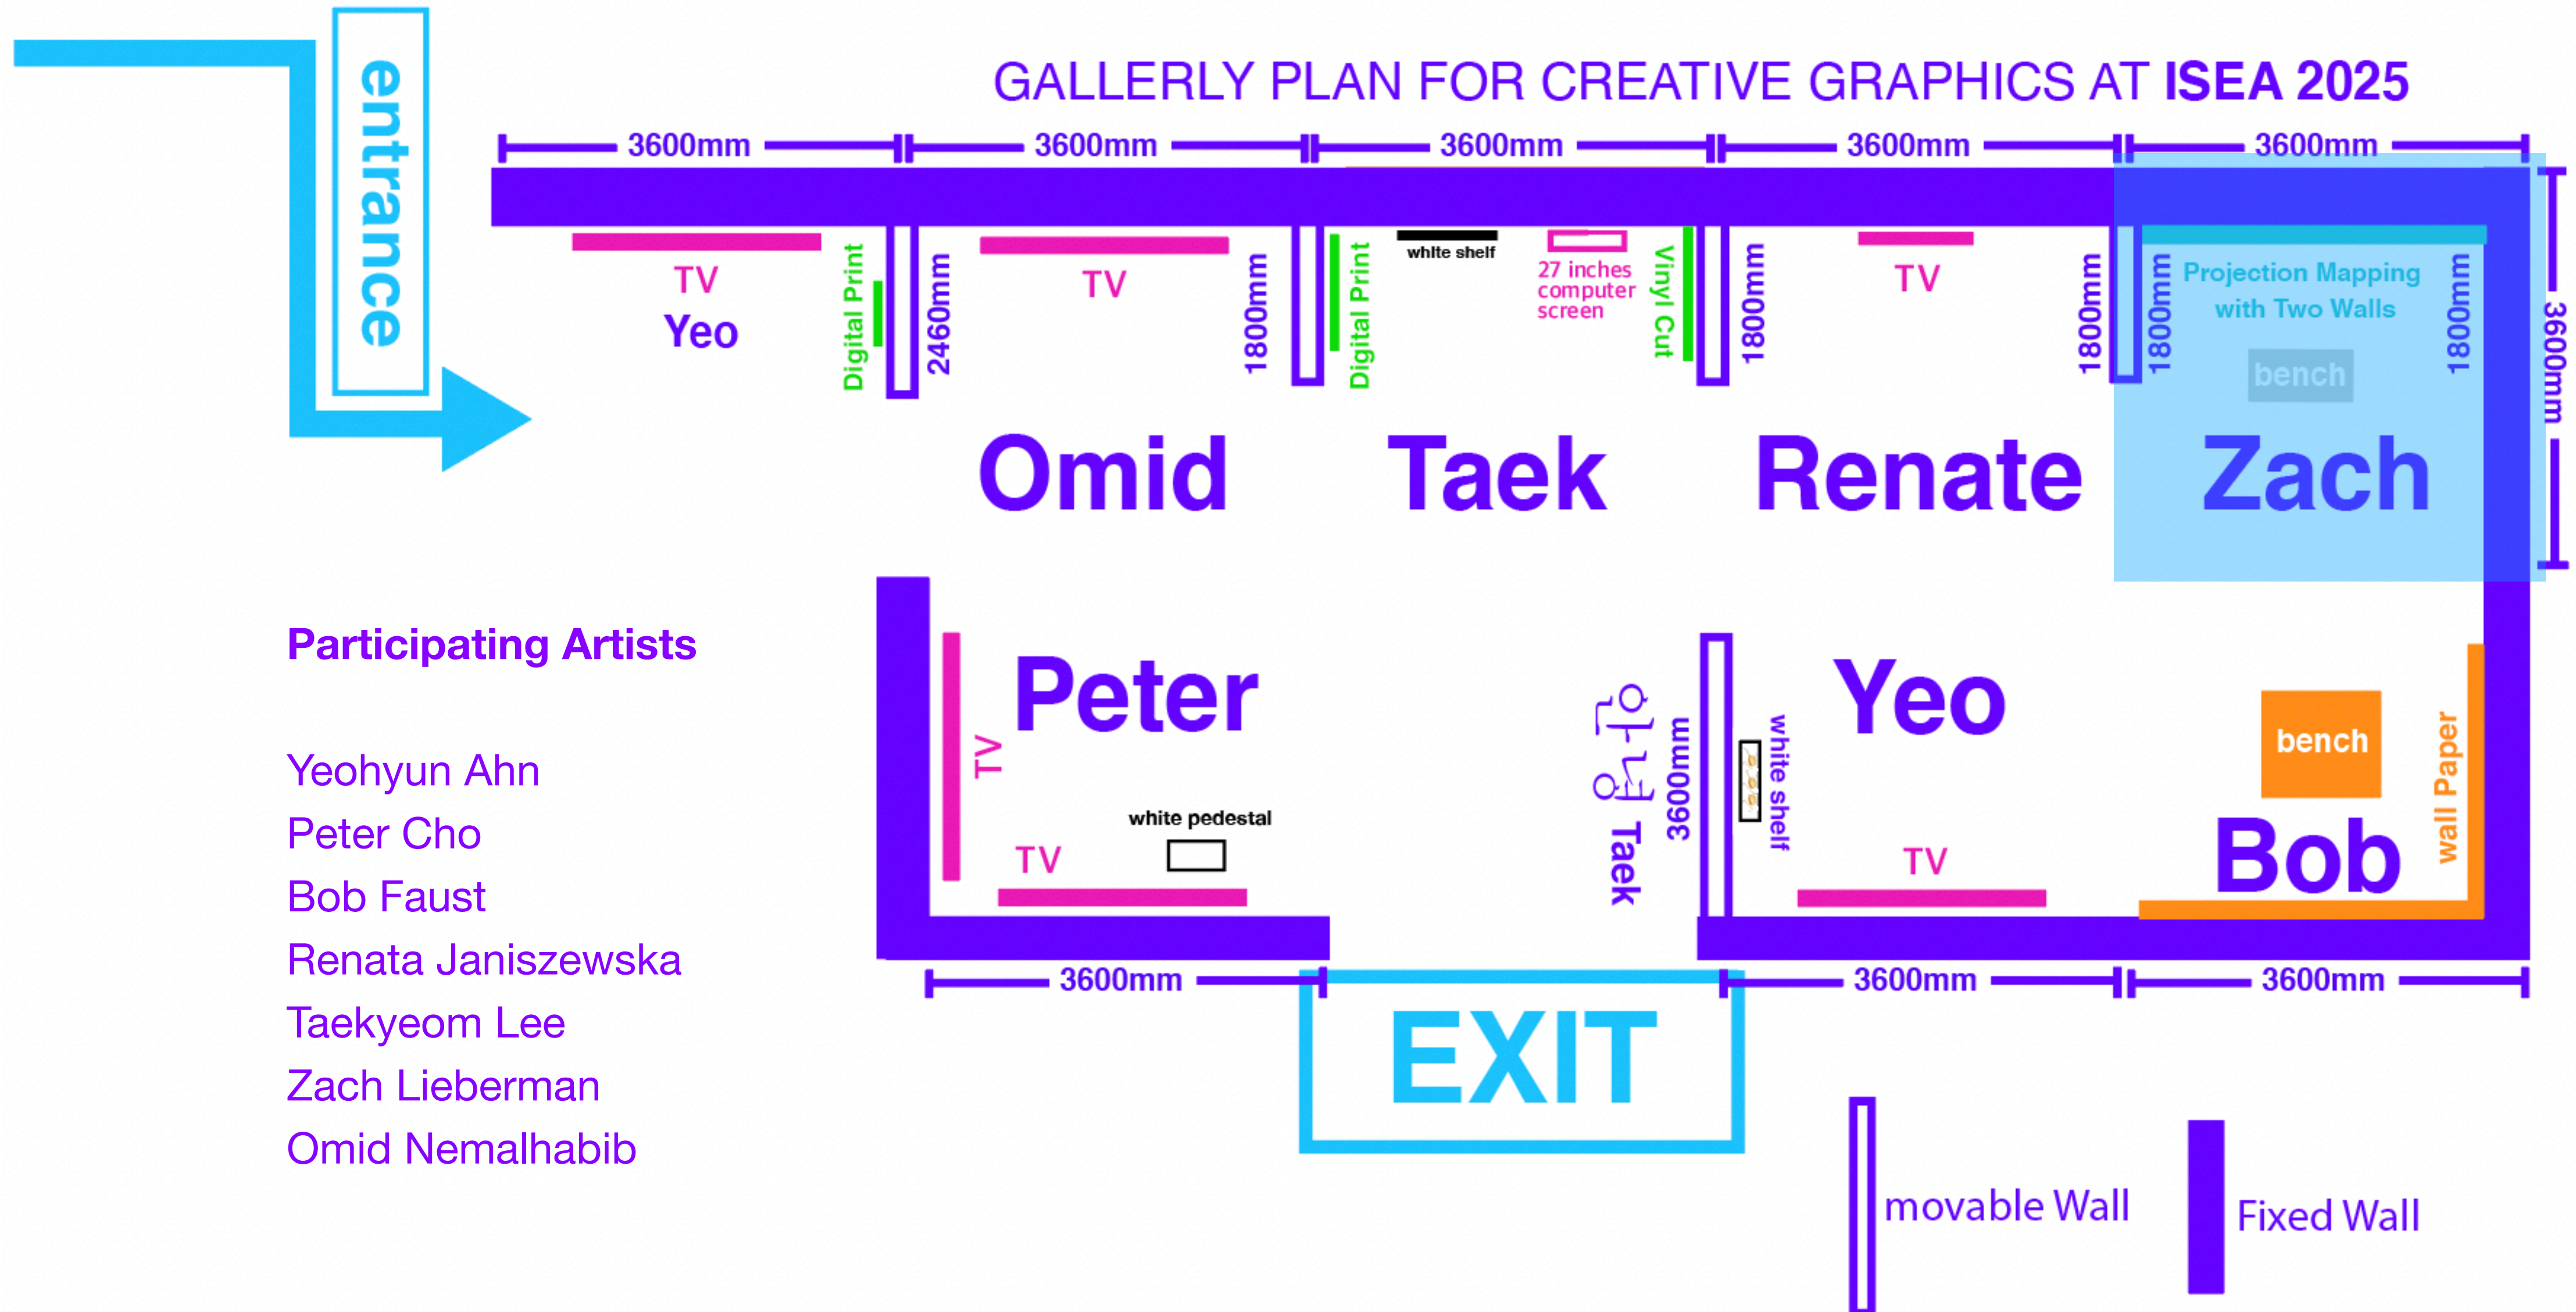 entrance
GALLERLY PLAN FOR CREATIVE GRAPHICS AT ISEA 2025
3600mm
3600mm
3600mm
3600mm
3600mm
3600mm
TV
Yeo
Digital Print
2460mm
TV
1800mm
Digital Print
white shelf
27 inches
computer
screen
Vinyl Cut
1800mm
TV
1800mm
1800mm
Projection Mapping
with Two Walls
1800mm
bench
Omid
Taek
Renate
Zach
Participating Artists
Yeohyun Ahn
Peter Cho
Bob Faust
Renata Janiszewska
Taekyeom Lee
Zach Lieberman
Omid Nemalhabib
TV
Peter
white pedestal
TV
안녕 Taek
3600mm
white shelf
Yeo
TV
bench
Bob
wall Paper
3600mm
3600mm
3600mm
EXIT
movable Wall
Fixed Wall